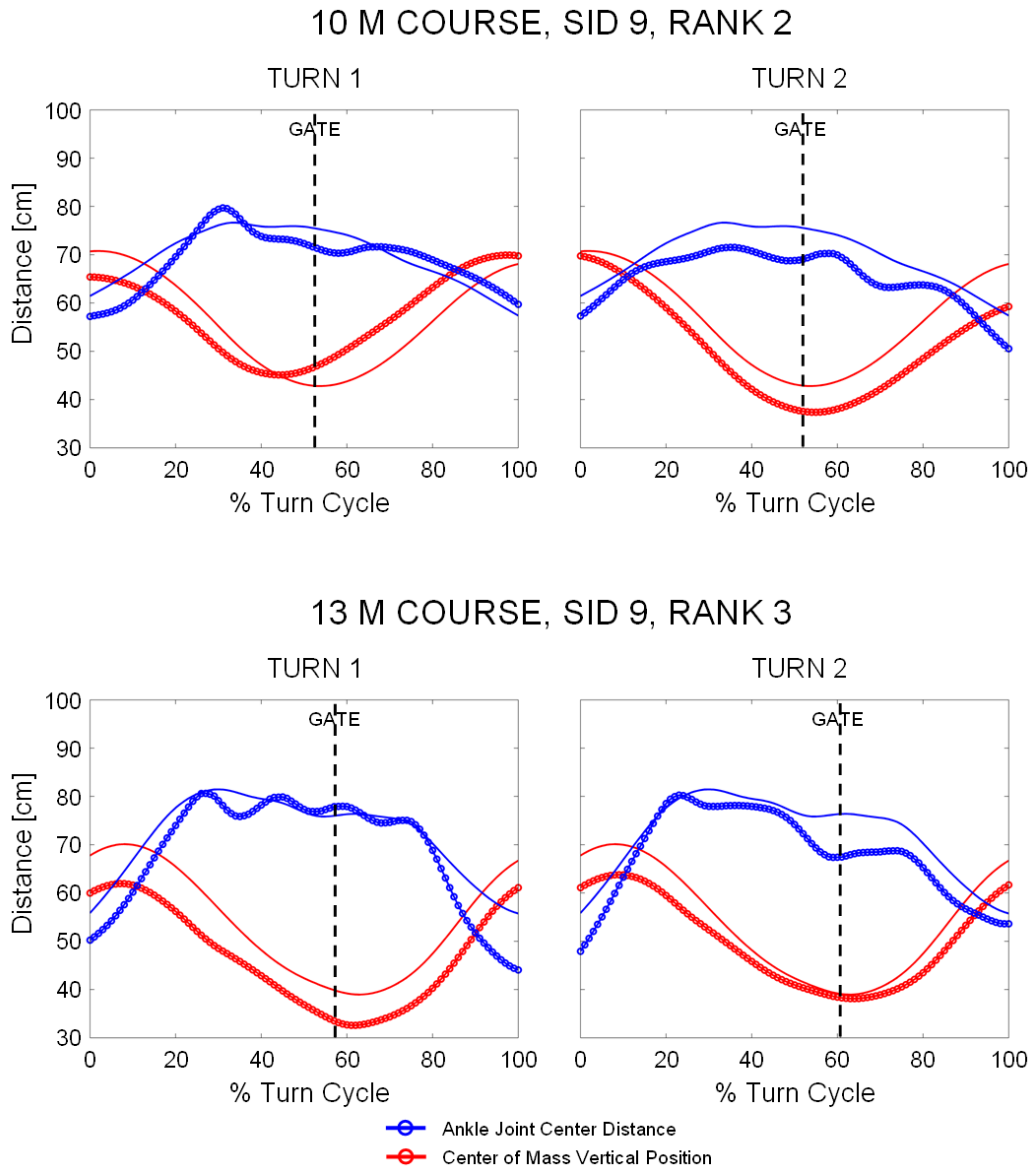 10 M COURSE, SID 9, RANK 2
TURN 1
TURN 2
100
90
80
70
60
50
40
30
Distance [cm]
GATE
GATE
0 20 40 60 80 100
0 20 40 60 80 100
% Turn Cycle
% Turn Cycle
13 M COURSE, SID 9, RANK 3
TURN 1
TURN 2
100
90
80
70
60
50
40
30
Distance [cm]
GATE
GATE
0 20 40 60 80 100
0 20 40 60 80 100
% Turn Cycle
% Turn Cycle
Ankle Joint Center Distance
Center of Mass Vertical Position